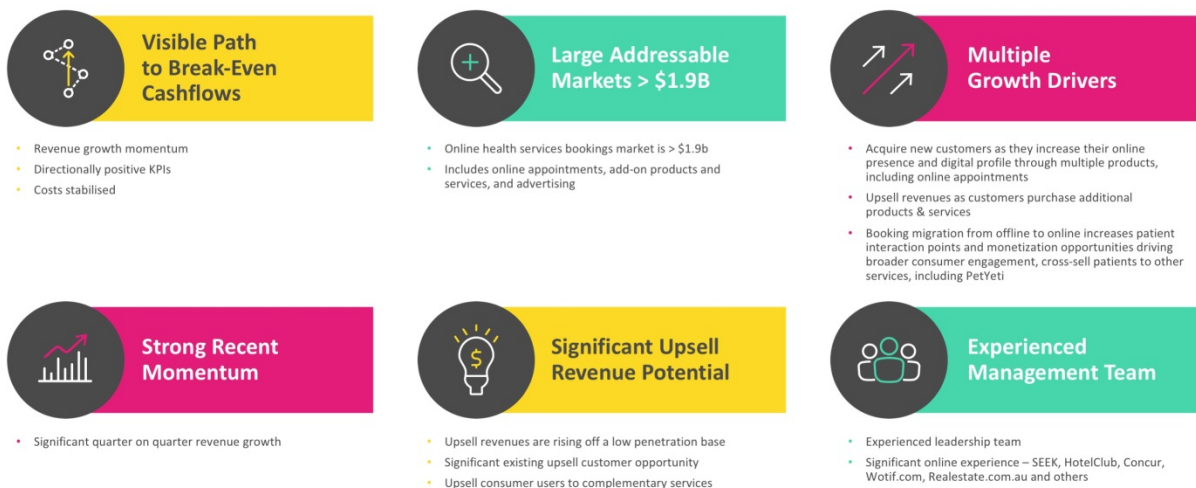 Visible Path
to Break-Even
Cashflows
• Revenue growth momentum
• Directionally positive KPIs
• Costs stabilised
Large Addressable
Markets > $1.9B
• Online health services bookings market is > $1.9b
• Includes online appointments, add-on products and
services, and advertising
Multiple
Growth Drivers
• Acquire new customers as they increase their online
presence and digital profile through multiple products,
including online appointments
• Upsell revenues as customers purchase additional
products & services
• Booking migration from offline to online increases patient
interaction points and monetization opportunities driving
broader consumer engagement, cross-sell patients to other
services, including PetYeti
Strong Recent
Momentum
• Significant quarter on quarter revenue growth
$
Significant Upsell
Revenue Potential
• Upsell revenues are rising off a low penetration base
• Significant existing upsell customer opportunity
• Upsell consumer users to complementary services
Experienced
Management Team
• Experienced leadership team
• Significant online experience – SEEK, HotelClub, Concur,
Wotif.com, Realestate.com.au and others